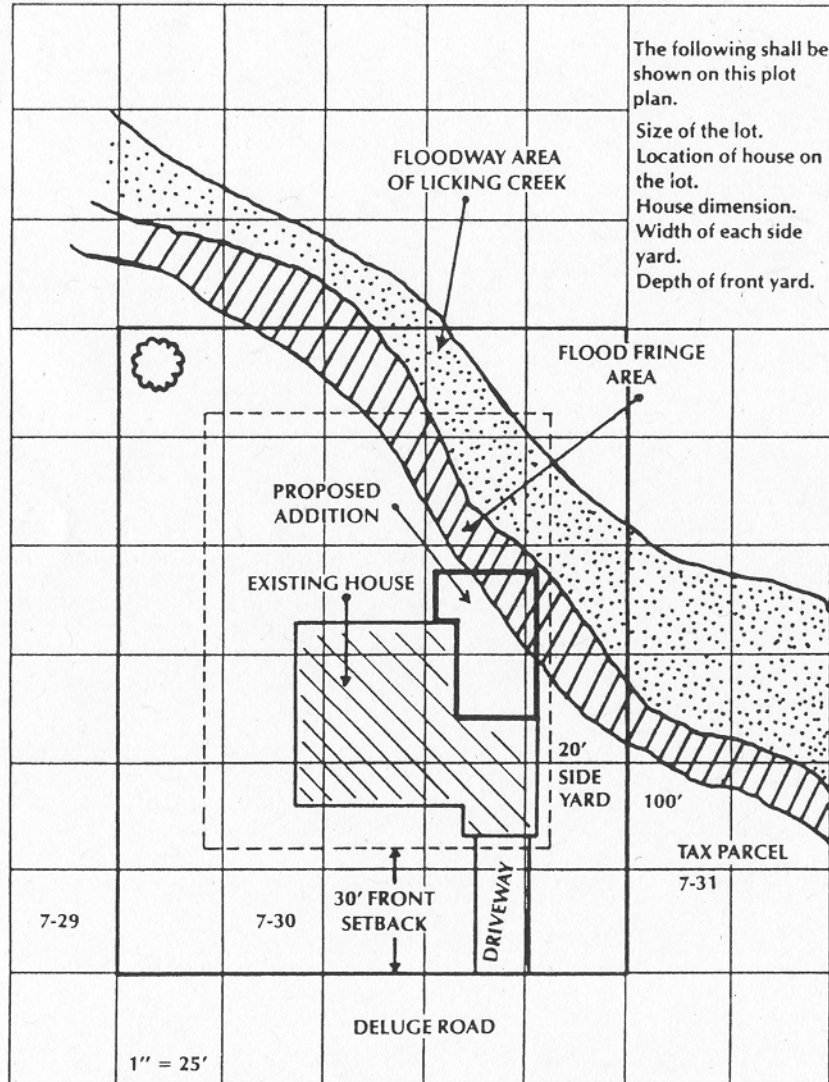 The following shall be
shown on this plot
plan.
Size of the lot.
Location of house on
the lot.
House dimension.
Width of each side
yard.
Depth of front yard.
FLOODWAY AREA
OF LICKING CREEK
FLOOD FRINGE
AREA
PROPOSED
ADDITION
EXISTING HOUSE
20'
SIDE
YARD
100'
TAX PARCEL
7-31
7-29
7-30
30' FRONT
SETBACK
DRIVEWAY
DELUGE ROAD
1" = 25'